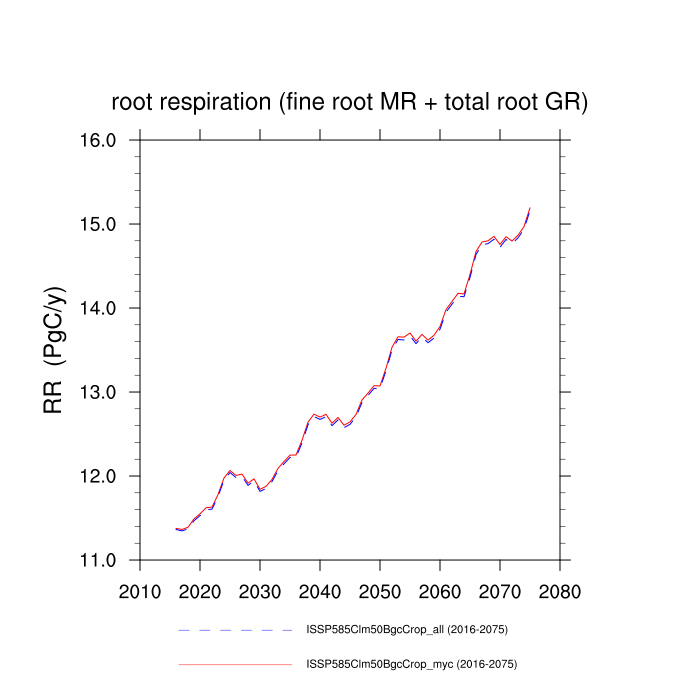 root respiration (fine root MR + total root GR)
16.0
15.0
14.0
13.0
12.0
11.0
RR (PgC/y)
2010 2020 2030 2040 2050 2060 2070 2080
ISSP585Clm50BgcCrop_all (2016-2075)
ISSP585Clm50BgcCrop_myc (2016-2075)